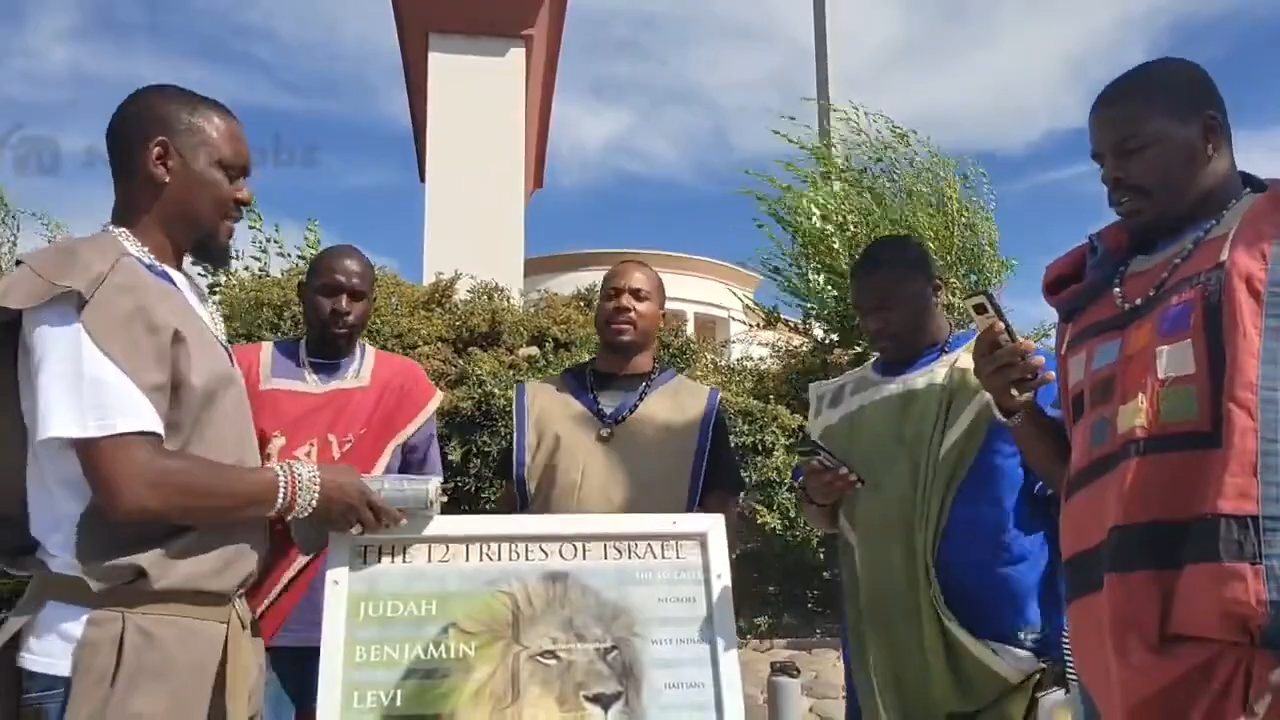 THE 12 TRIBES OF ISRAEL
THE SO CALLED
JUDAH
NEGROES
BENJAMIN
WEST INDIANS
LEVI
HAITIANS